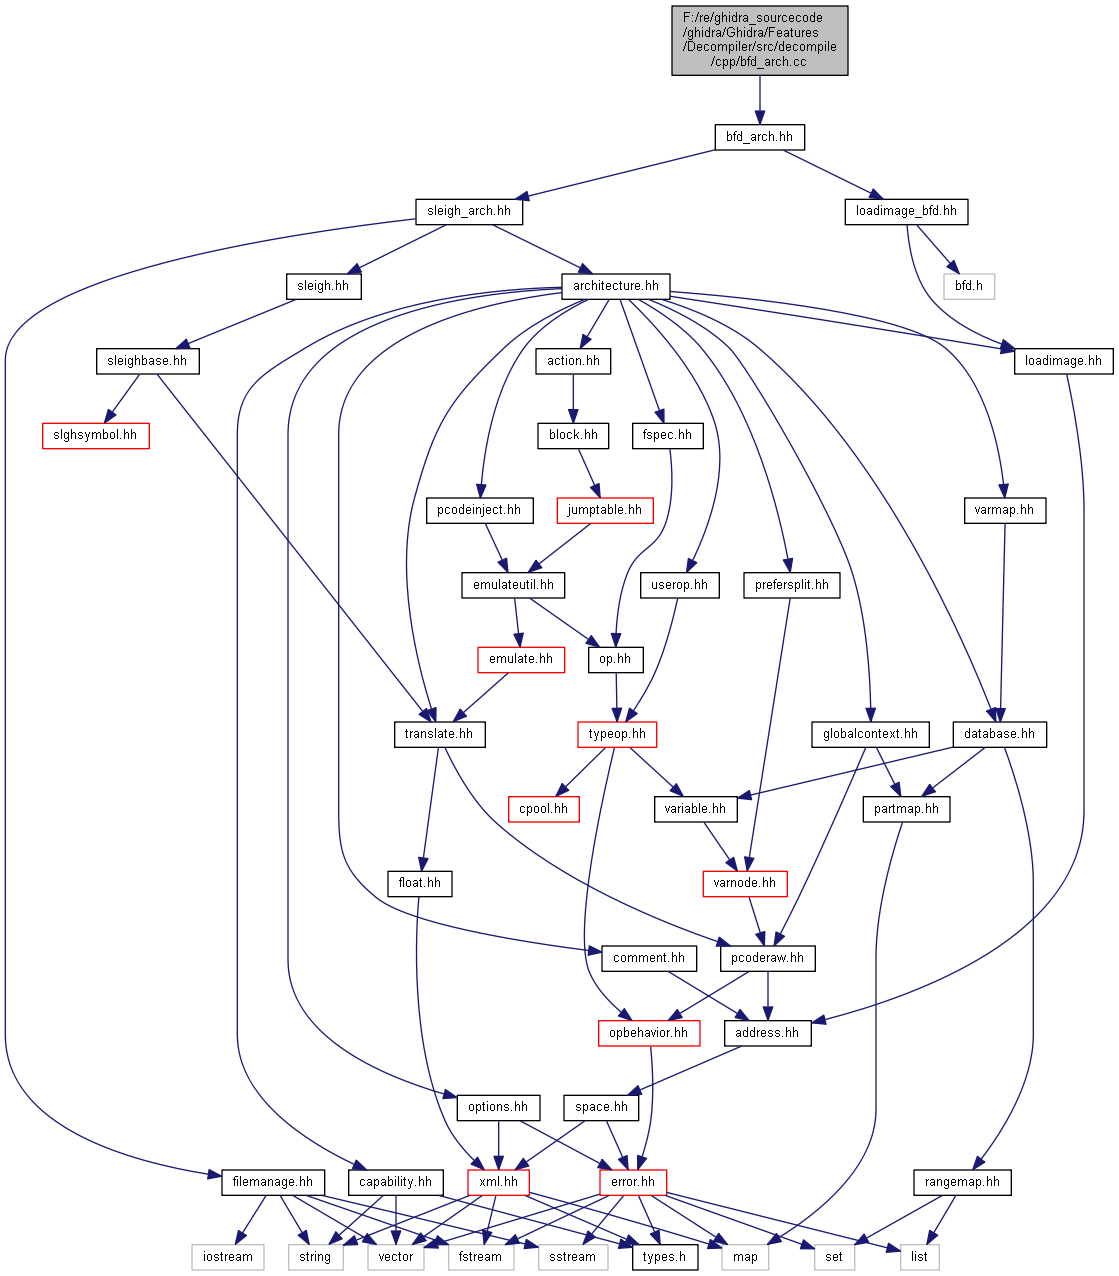 F:/re/ghidra_sourcecode
/ghidra/Ghidra/Features
/Decompiler/src/decompile
/cpp/bfd_arch.cc
bfd_arch.hh
sleigh_arch.hh
loadimage_bfd.hh
sleigh.hh
architecture.hh
bfd.h
sleighbase.hh
action.hh
loadimage.hh
slghsymbol.hh
block.hh
fspec.hh
pcodeinject.hh
jumptable.hh
varmap.hh
emulateutil.hh
userop.hh
prefersplit.hh
emulate.hh
op.hh
translate.hh
typeop.hh
globalcontext.hh
database.hh
cpool.hh
variable.hh
partmap.hh
float.hh
varnode.hh
comment.hh
pcoderaw.hh
opbehavior.hh
address.hh
options.hh
space.hh
filemanage.hh
capability.hh
xml.hh
error.hh
rangemap.hh
iostream
string
vector
fstream
sstream
types.h
map
set
list